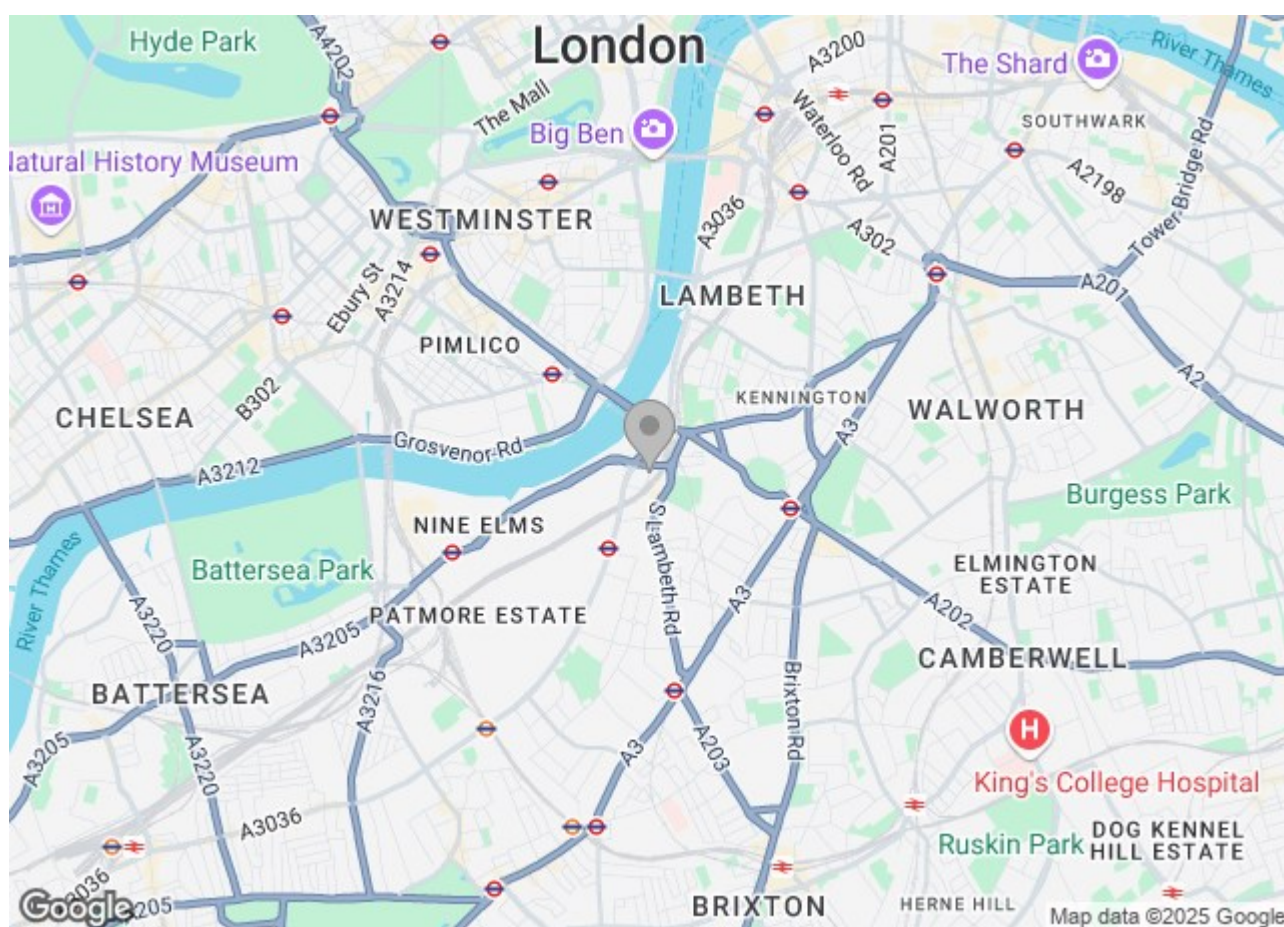 Hyde Park
A4202
London
A3200
River Thames
The Shard
The Mall
Waterloo Rd
A201
SOUTHWARK
Big Ben
Natural History Museum
A2198
Tower Bridge Rd
WESTMINSTER
A3036
A302
Ebury St
A3214
LAMBETH
A201
PIMLICO
A2
B302
KENNINGTON
CHELSEA
WALWORTH
A3
Grosvenor Rd
A3212
Burgess Park
NINE ELMS
S Lambeth Rd
Battersea Park
ELMINGTON
ESTATE
River Thames
A3220
PATMORE ESTATE
A3
A202
A3205
CAMBERWELL
BATTERSEA
A3216
Brixton Rd
A3205
A3220
A3
A203
H
King's College Hospital
A3036
Ruskin Park
DOG KENNEL
HILL ESTATE
A3036
Google
A3205
BRIXTON
HERNE HILL
Map data ©2025 Google